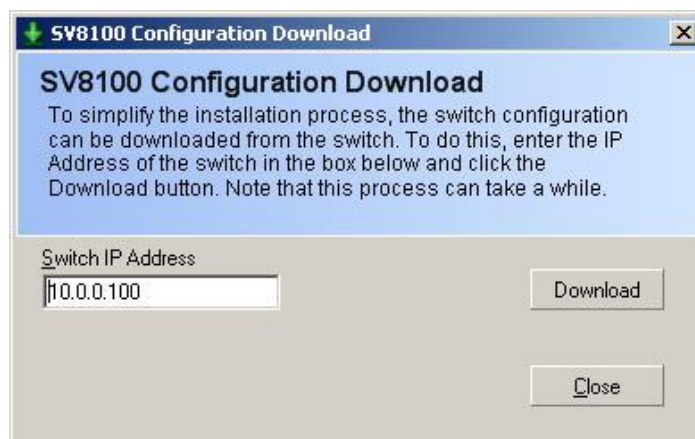 SV8100 Configuration Download
SV8100 Configuration Download
To simplify the installation process, the switch configuration
can be downloaded from the switch. To do this, enter the IP
Address of the switch in the box below and click the
Download button. Note that this process can take a while.
Switch IP Address
10.0.0.100
Download
Close